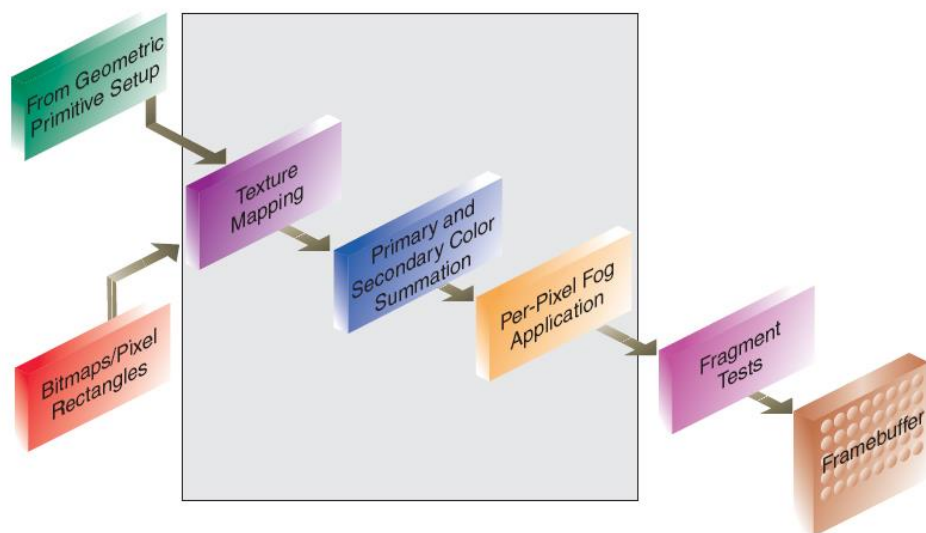 From Geometric
Primitive Setup
Texture
Mapping
Primary and
Secondary Color
Summation
Bitmaps/Pixel
Rectangles
Per-Pixel Fog
Application
Fragment
Tests
Framebuffer